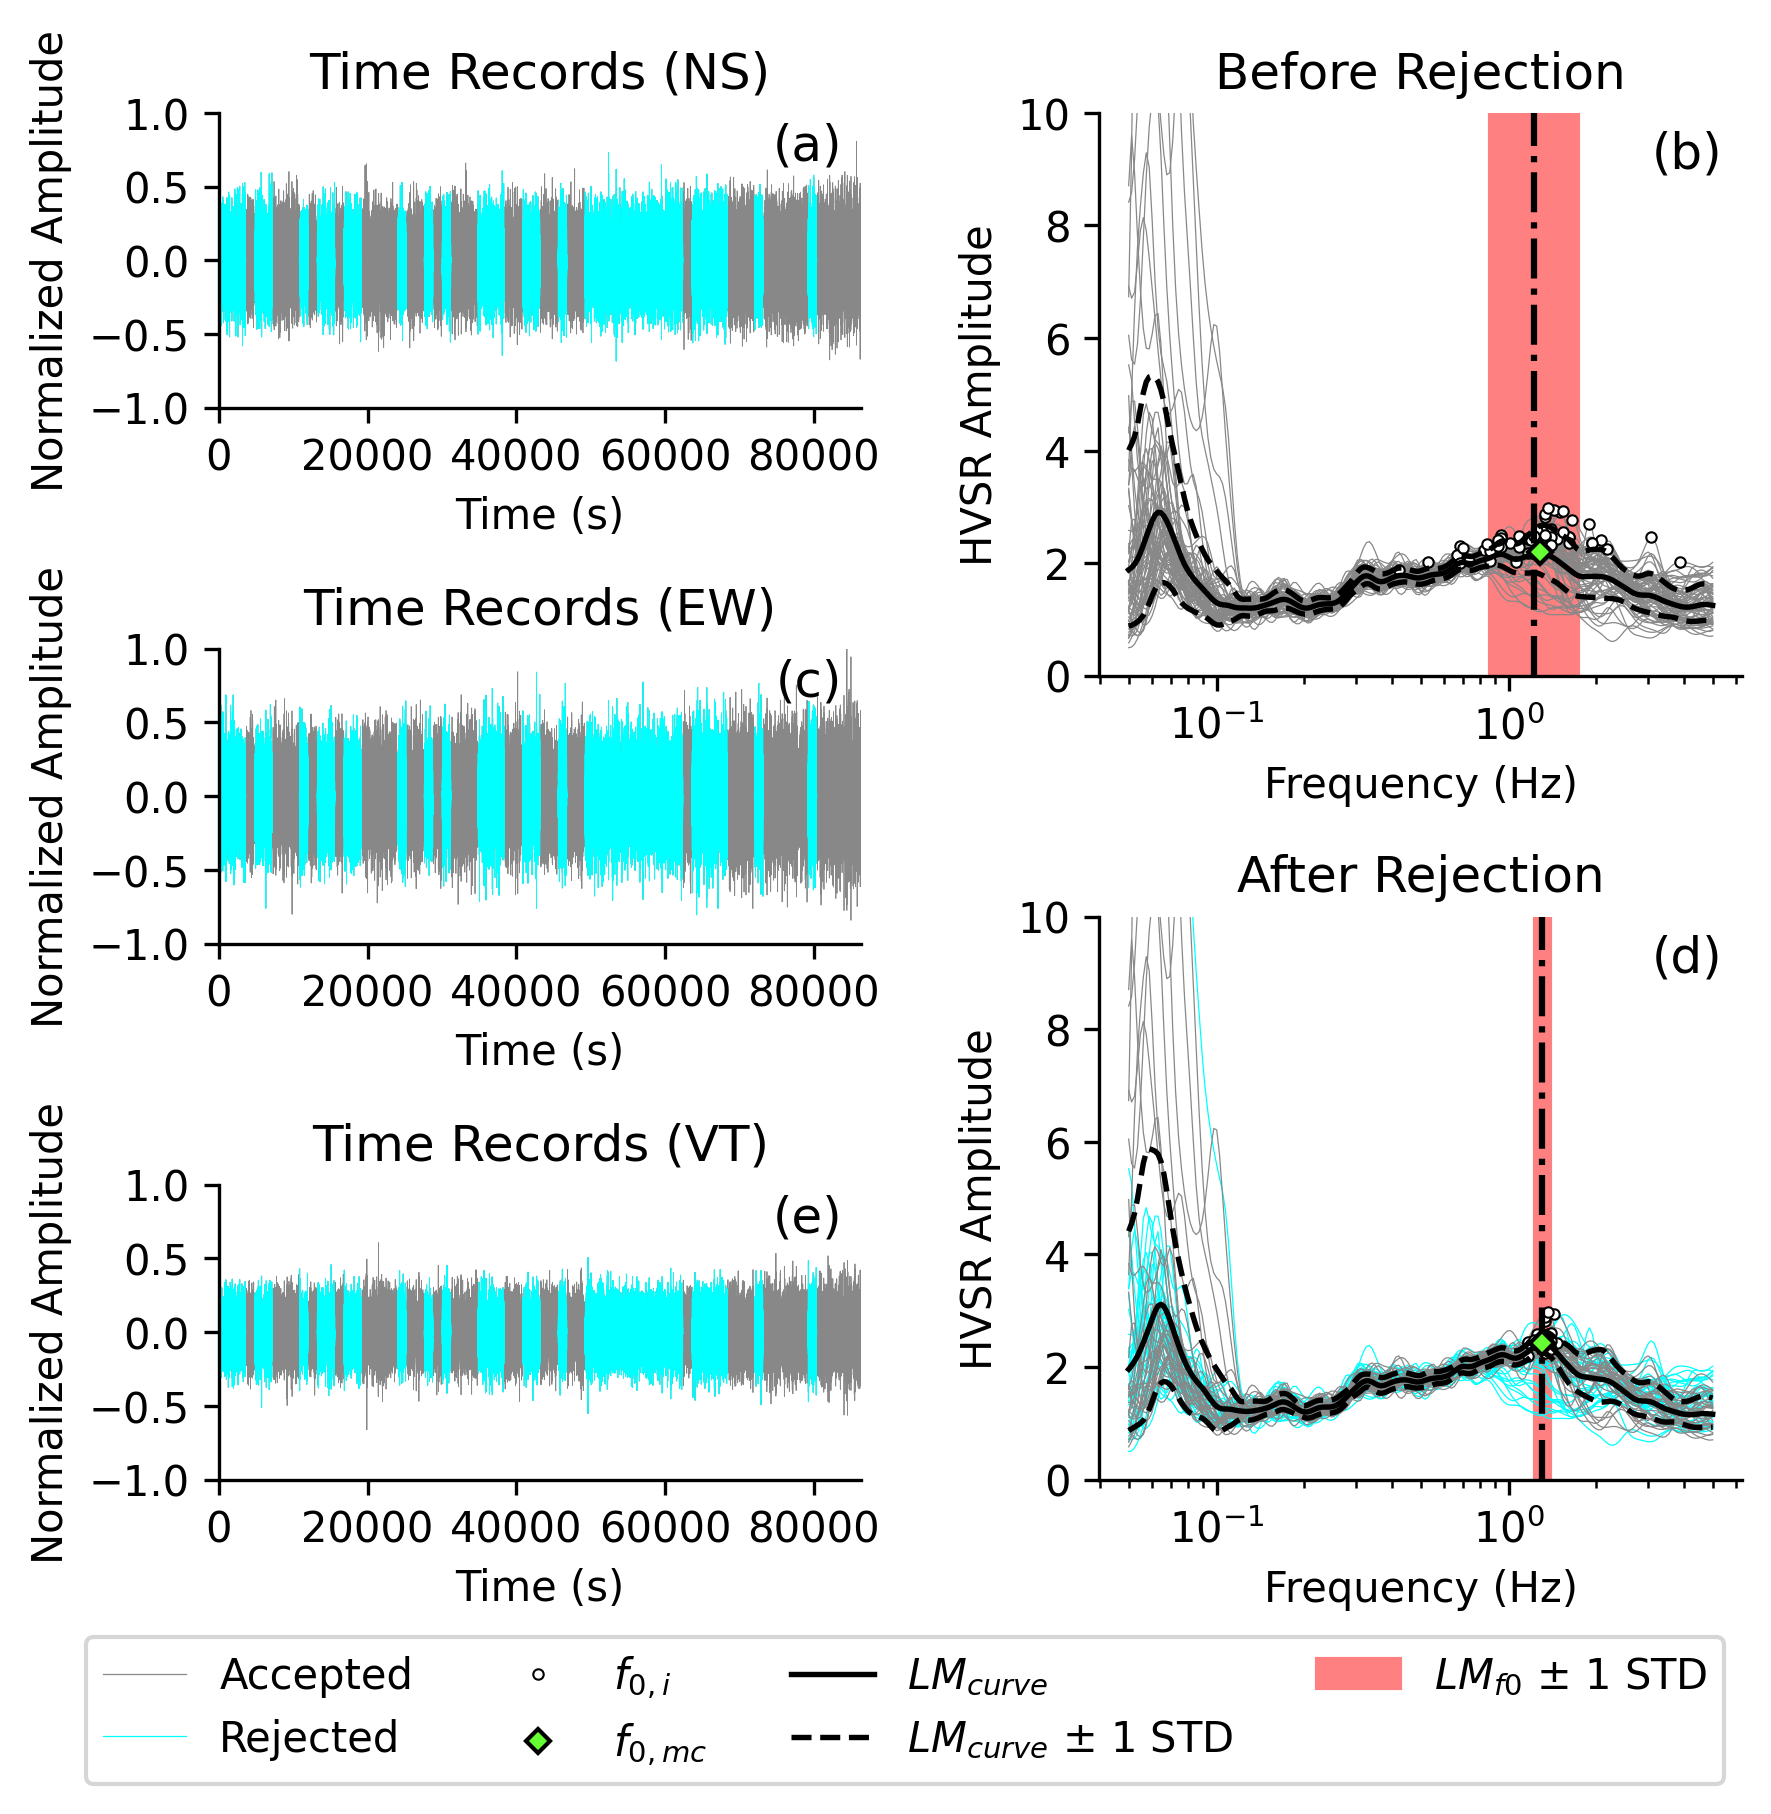 Time Records (NS)
(a)
Normalized Amplitude
1.0
0.5
0.0
−0.5
−1.0
0 20000 40000 60000 80000
Time (s)
Before Rejection
(b)
HVSR Amplitude
10
8
6
4
2
0
10⁻¹ 10⁰
Frequency (Hz)
Time Records (EW)
(c)
Normalized Amplitude
1.0
0.5
0.0
−0.5
−1.0
0 20000 40000 60000 80000
Time (s)
After Rejection
(d)
HVSR Amplitude
10
8
6
4
2
0
10⁻¹ 10⁰
Frequency (Hz)
Time Records (VT)
(e)
Normalized Amplitude
1.0
0.5
0.0
−0.5
−1.0
0 20000 40000 60000 80000
Time (s)
Accepted f0,i LMcurve LMf0 ± 1 STD
Rejected f0,mc LMcurve ± 1 STD